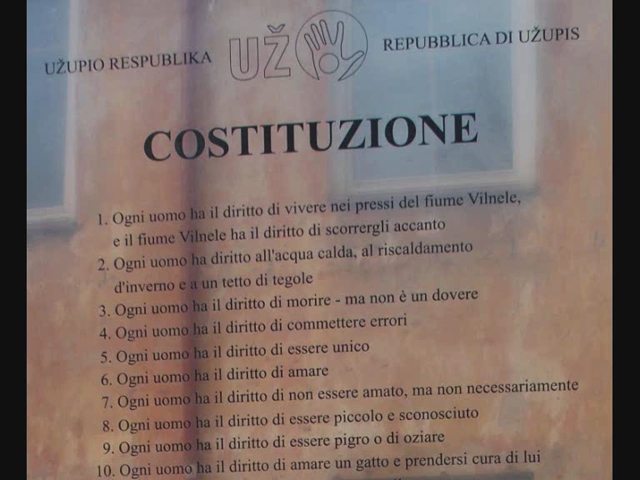 UŽUPIO RESPUBLIKA
UŽ
REPUBBLICA DI UŽUPIS
COSTITUZIONE
1. Ogni uomo ha il diritto di vivere nei pressi del fiume Vilnele,
e il fiume Vilnele ha il diritto di scorrergli accanto
2. Ogni uomo ha diritto all'acqua calda, al riscaldamento
d'inverno e a un tetto di tegole
3. Ogni uomo ha il diritto di morire - ma non è un dovere
4. Ogni uomo ha il diritto di commettere errori
5. Ogni uomo ha il diritto di essere unico
6. Ogni uomo ha il diritto di amare
7. Ogni uomo ha il diritto di non essere amato, ma non necessariamente
8. Ogni uomo ha il diritto di essere piccolo e sconosciuto
9. Ogni uomo ha il diritto di essere pigro o di oziare
10. Ogni uomo ha il diritto di amare un gatto e prendersi cura di lui